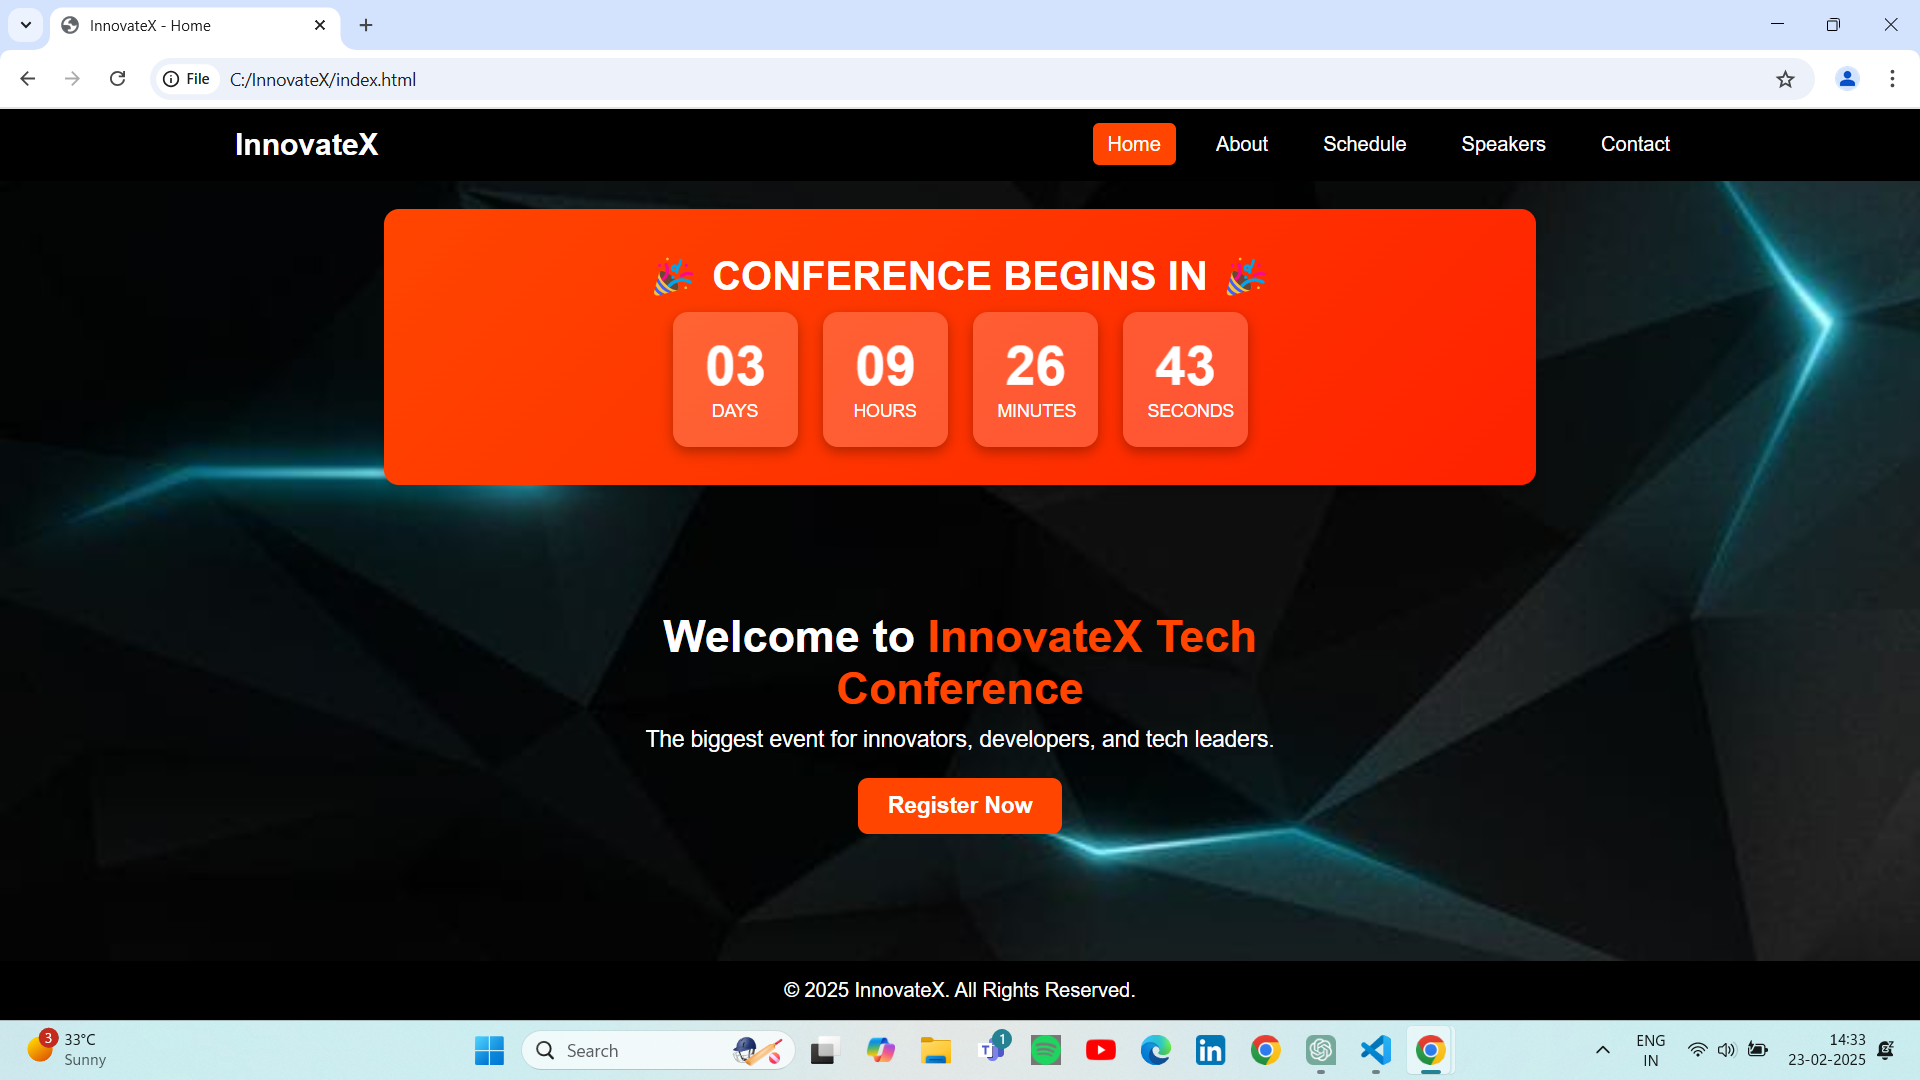 InnovateX - Home
File C:/InnovateX/index.html
InnovateX Home About Schedule Speakers Contact
🎉 CONFERENCE BEGINS IN 🎉
03 09 26 43
DAYS HOURS MINUTES SECONDS
Welcome to InnovateX Tech
Conference
The biggest event for innovators, developers, and tech leaders.
Register Now
© 2025 InnovateX. All Rights Reserved.
3 33°C
Sunny
Search
T 1
in
ENG
IN
14:33
23-02-2025